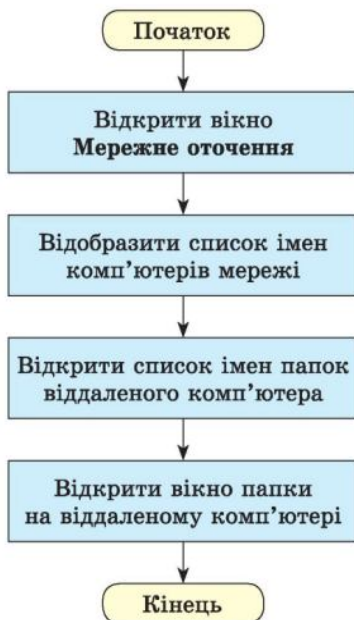 Початок
Відкрити вікно
Мережне оточення
Відобразити список імен
комп'ютерів мережі
Відкрити список імен папок
віддаленого комп'ютера
Відкрити вікно папки
на віддаленому комп'ютері
Кінець